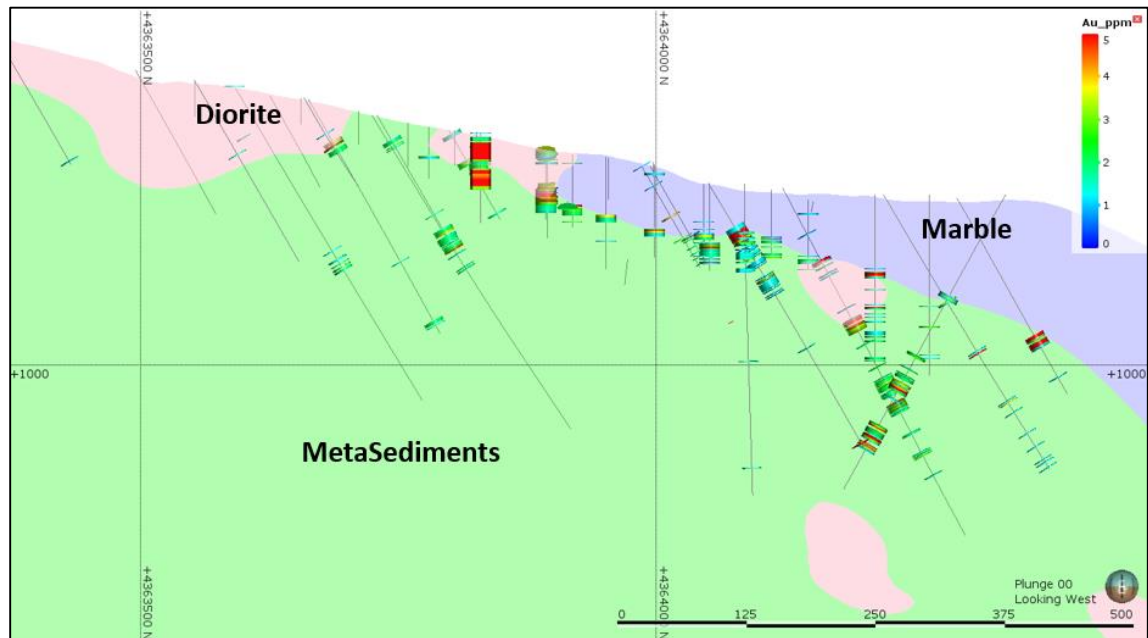 +4363500 N
+4364000 N
Au_ppm
5
4
3
2
1
0
Diorite
Marble
+1000
+1000
MetaSediments
+4363500 N
+4364000 N
Plunge 00
Looking West
0
125
250
375
500